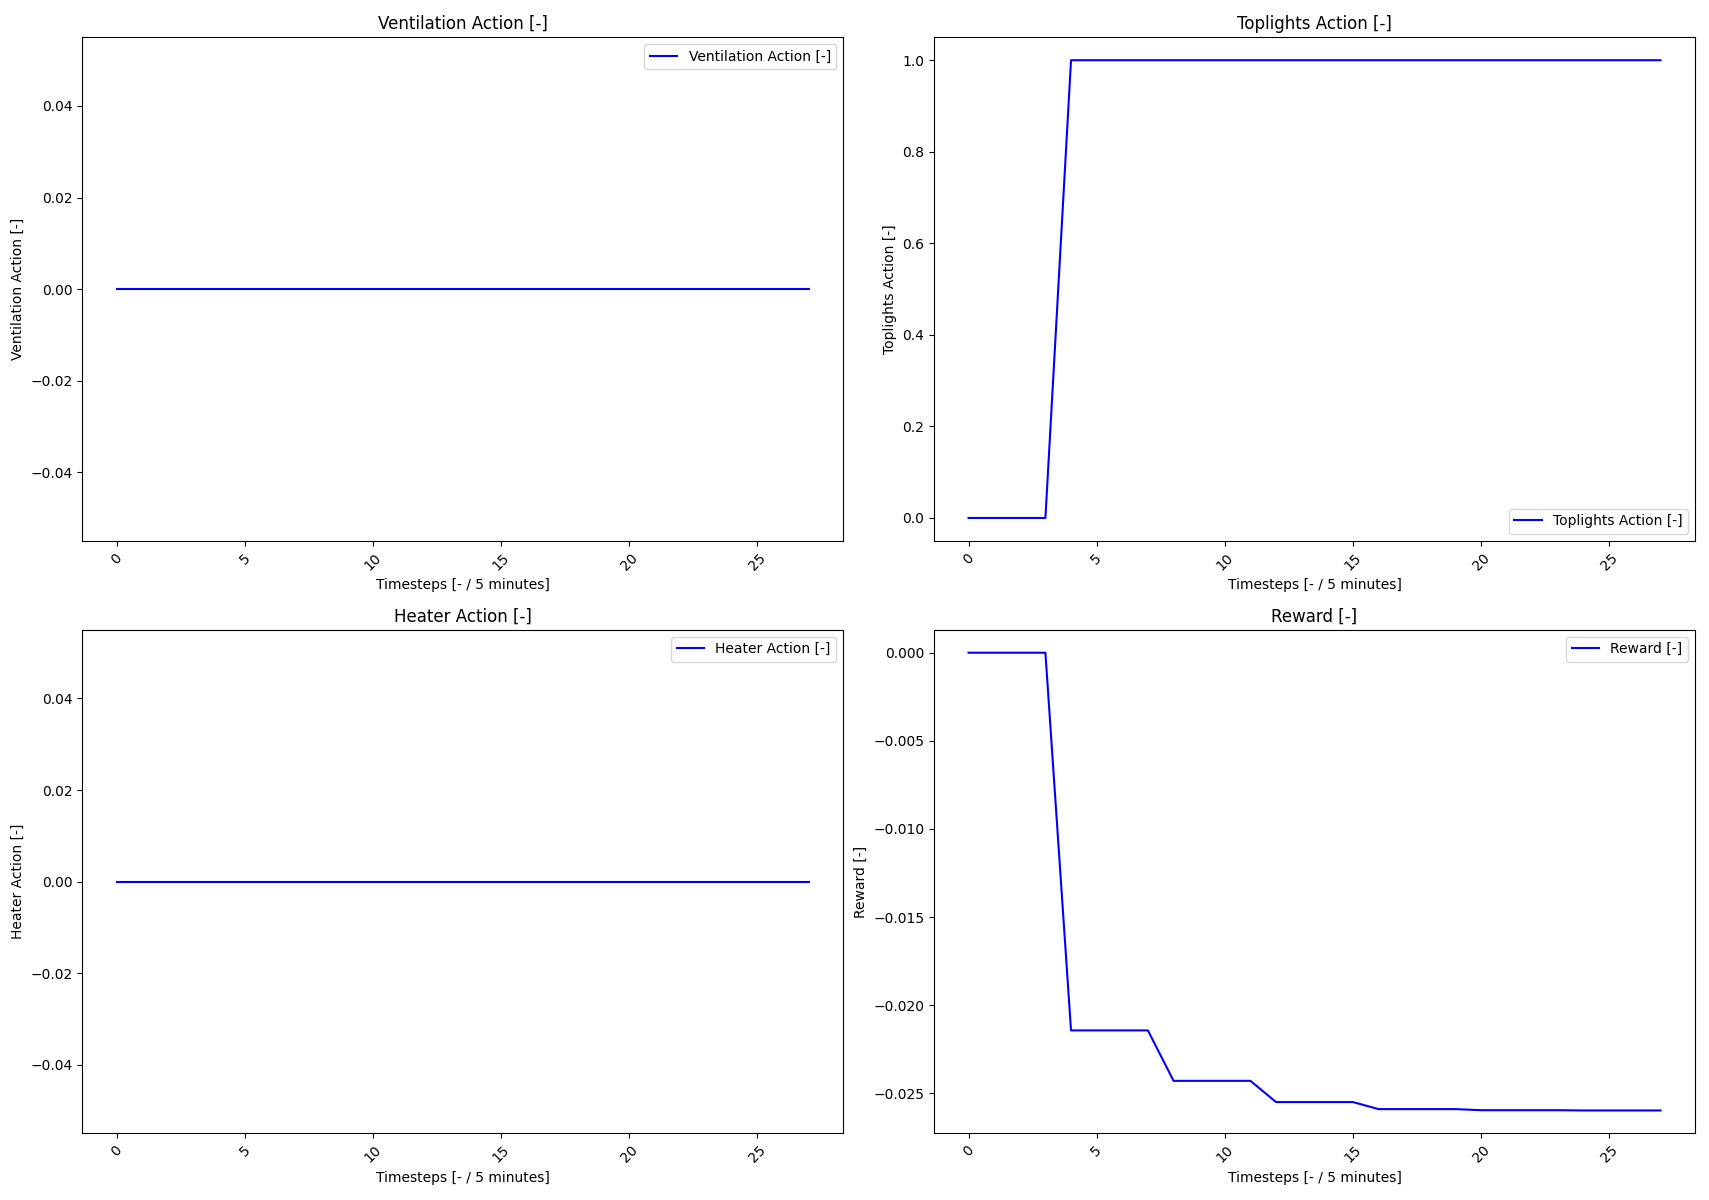 Ventilation Action [-]
Ventilation Action [-]
Ventilation Action [-]
0.04
0.02
0.00
−0.02
−0.04
0
5
10
15
20
25
Timesteps [- / 5 minutes]
Toplights Action [-]
Toplights Action [-]
Toplights Action [-]
1.0
0.8
0.6
0.4
0.2
0.0
0
5
10
15
20
25
Timesteps [- / 5 minutes]
Heater Action [-]
Heater Action [-]
Heater Action [-]
0.04
0.02
0.00
−0.02
−0.04
0
5
10
15
20
25
Timesteps [- / 5 minutes]
Reward [-]
Reward [-]
Reward [-]
0.000
−0.005
−0.010
−0.015
−0.020
−0.025
0
5
10
15
20
25
Timesteps [- / 5 minutes]